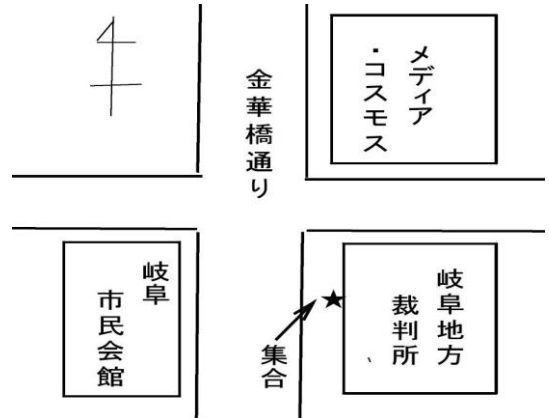 メディア
・コスモス
金華橋通り
岐阜
市民会館
集合
岐阜地方
裁判所